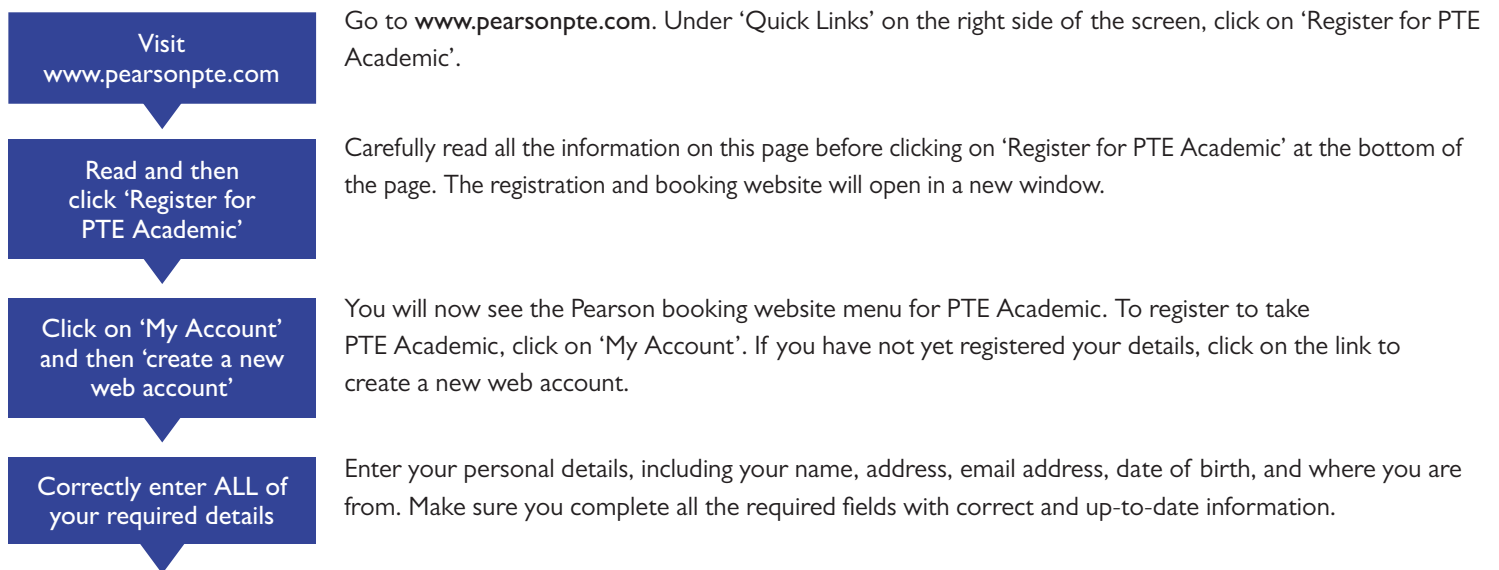 Visit
www.pearsonpte.com
Go to www.pearsonpte.com. Under ‘Quick Links’ on the right side of the screen, click on ‘Register for PTE
Academic’.
Read and then
click ‘Register for
PTE Academic’
Carefully read all the information on this page before clicking on ‘Register for PTE Academic’ at the bottom of
the page. The registration and booking website will open in a new window.
Click on ‘My Account’
and then ‘create a new
web account’
You will now see the Pearson booking website menu for PTE Academic. To register to take
PTE Academic, click on ‘My Account’. If you have not yet registered your details, click on the link to
create a new web account.
Correctly enter ALL of
your required details
Enter your personal details, including your name, address, email address, date of birth, and where you are
from. Make sure you complete all the required fields with correct and up-to-date information.